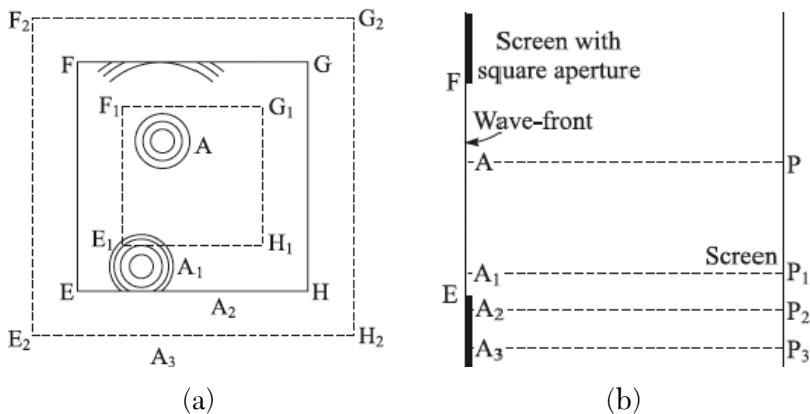 F₂ G₂
F G
F₁ G₁
A
E₁ H₁
A₁
E H
A₂
E₂ H₂
A₃
(a)
Screen with
square aperture
F
Wave-front
A P
Screen
A₁ P₁
E
A₂ P₂
A₃ P₃
(b)